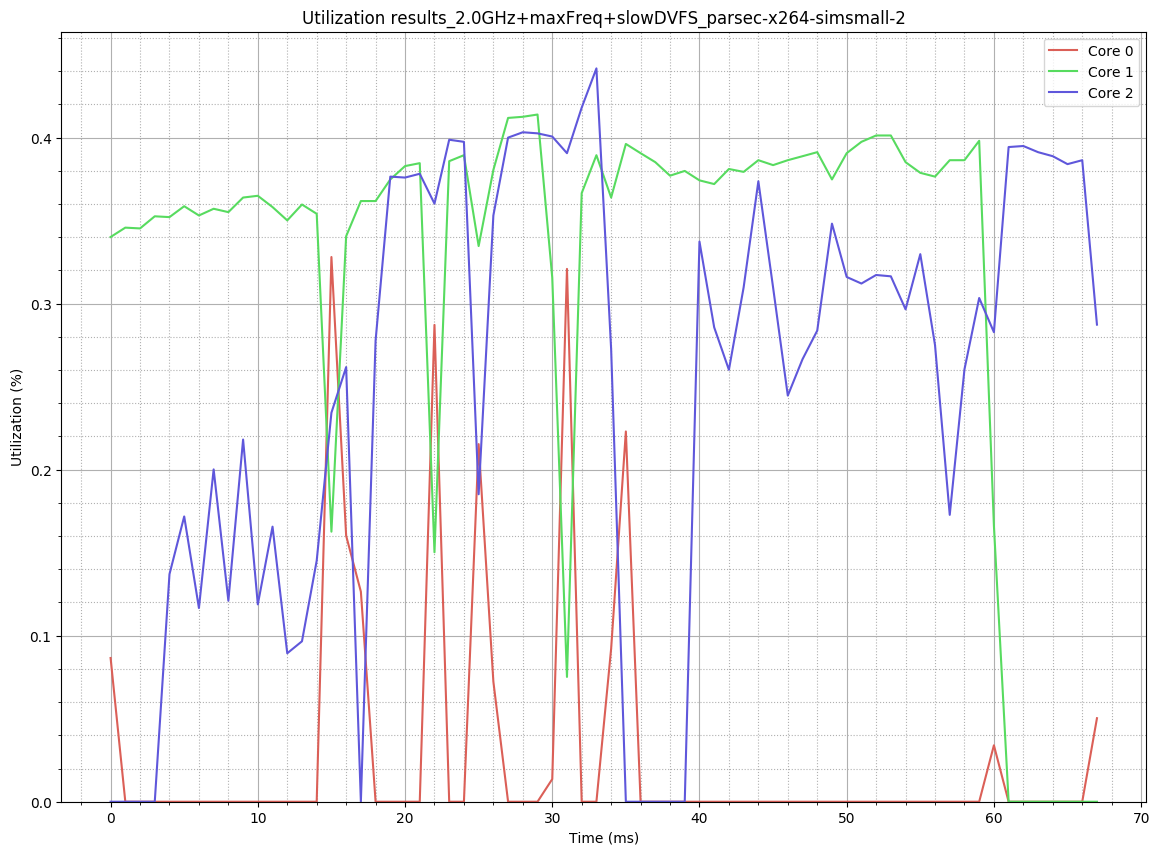 Utilization results_2.0GHz+maxFreq+slowDVFS_parsec-x264-simsmall-2
Core 0
Core 1
Core 2
Utilization (%)
0.4
0.3
0.2
0.1
0.0
0 10 20 30 40 50 60 70
Time (ms)